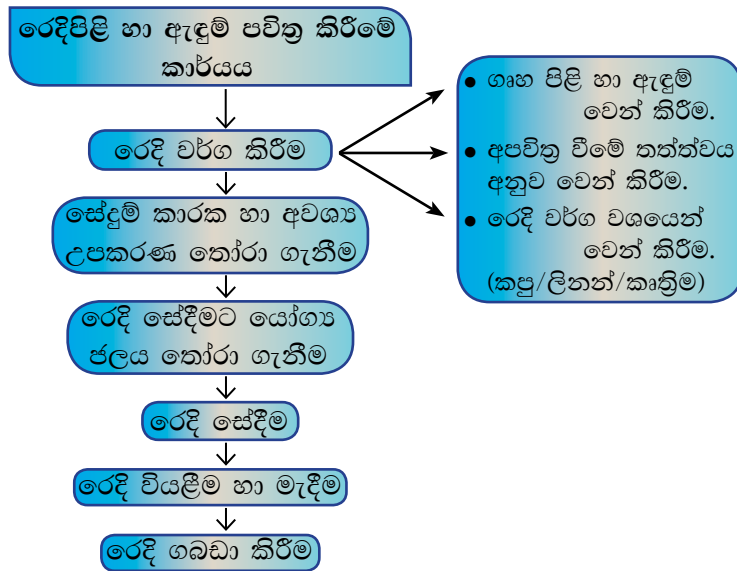 රෙදිපිළි හා ඇඳුම් පවිත්‍ර කිරීමේ
කාර්යය
රෙදි වර්ග කිරීම
• ගෘහ පිළි හා ඇඳුම්
වෙන් කිරීම.
• අපවිත්‍ර වීමේ තත්ත්වය
අනුව වෙන් කිරීම.
• රෙදි වර්ග වශයෙන්
වෙන් කිරීම.
(කපු/ලිනන්/කෘත්‍රිම)
සේදුම් කාරක හා අවශ්‍ය
උපකරණ තෝරා ගැනීම
රෙදි සේදීමට යෝග්‍ය
ජලය තෝරා ගැනීම
රෙදි සේදීම
රෙදි වියළීම හා මැදීම
රෙදි ගබඩා කිරීම